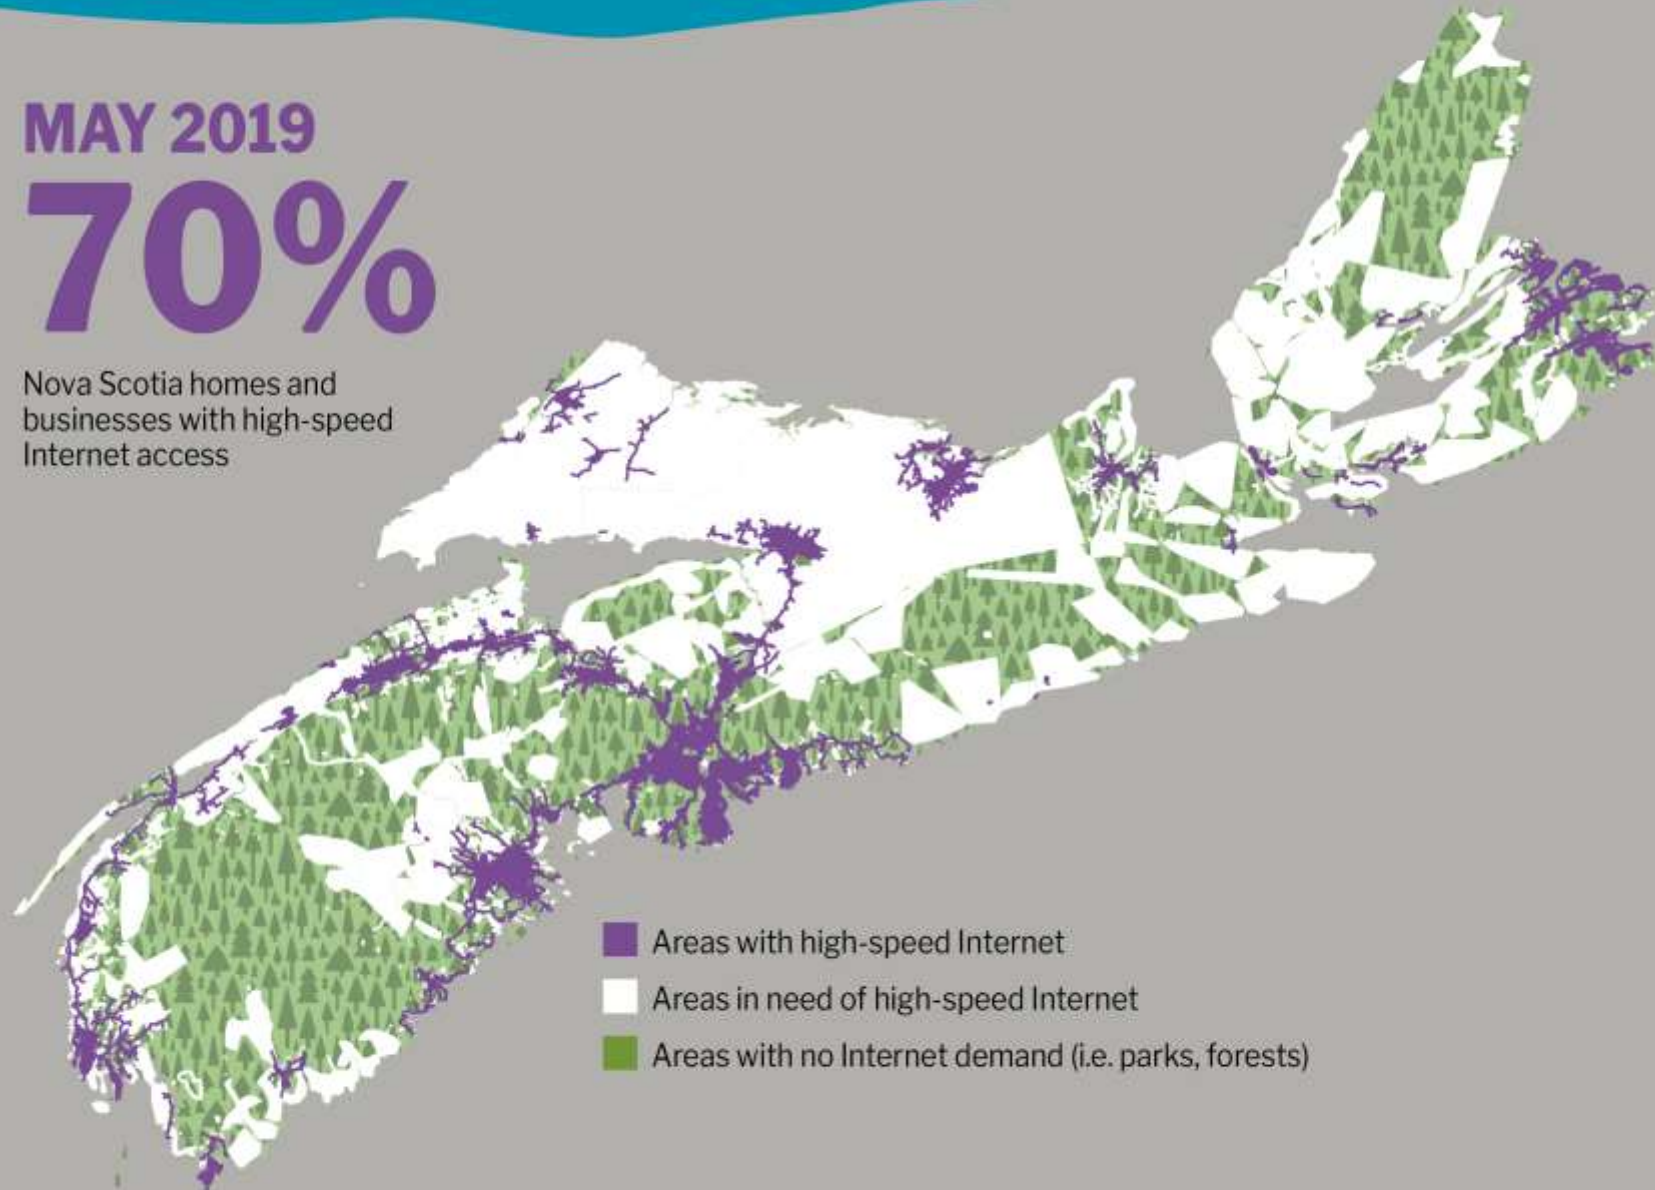 MAY 2019
70%
Nova Scotia homes and
businesses with high-speed
Internet access
Areas with high-speed Internet
Areas in need of high-speed Internet
Areas with no Internet demand (i.e. parks, forests)